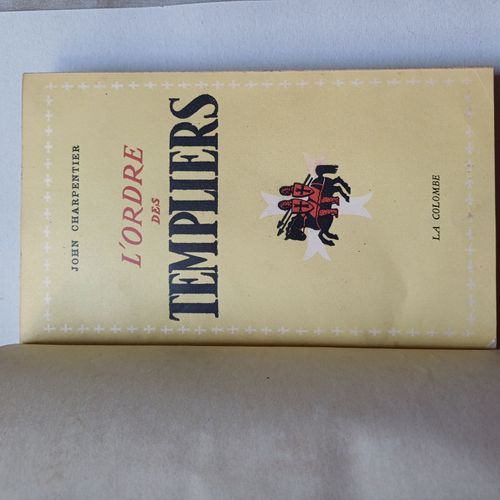 JOHN CHARPENTIER
L'ORDRE
DES
TEMPLIERS
LA COLOMBE